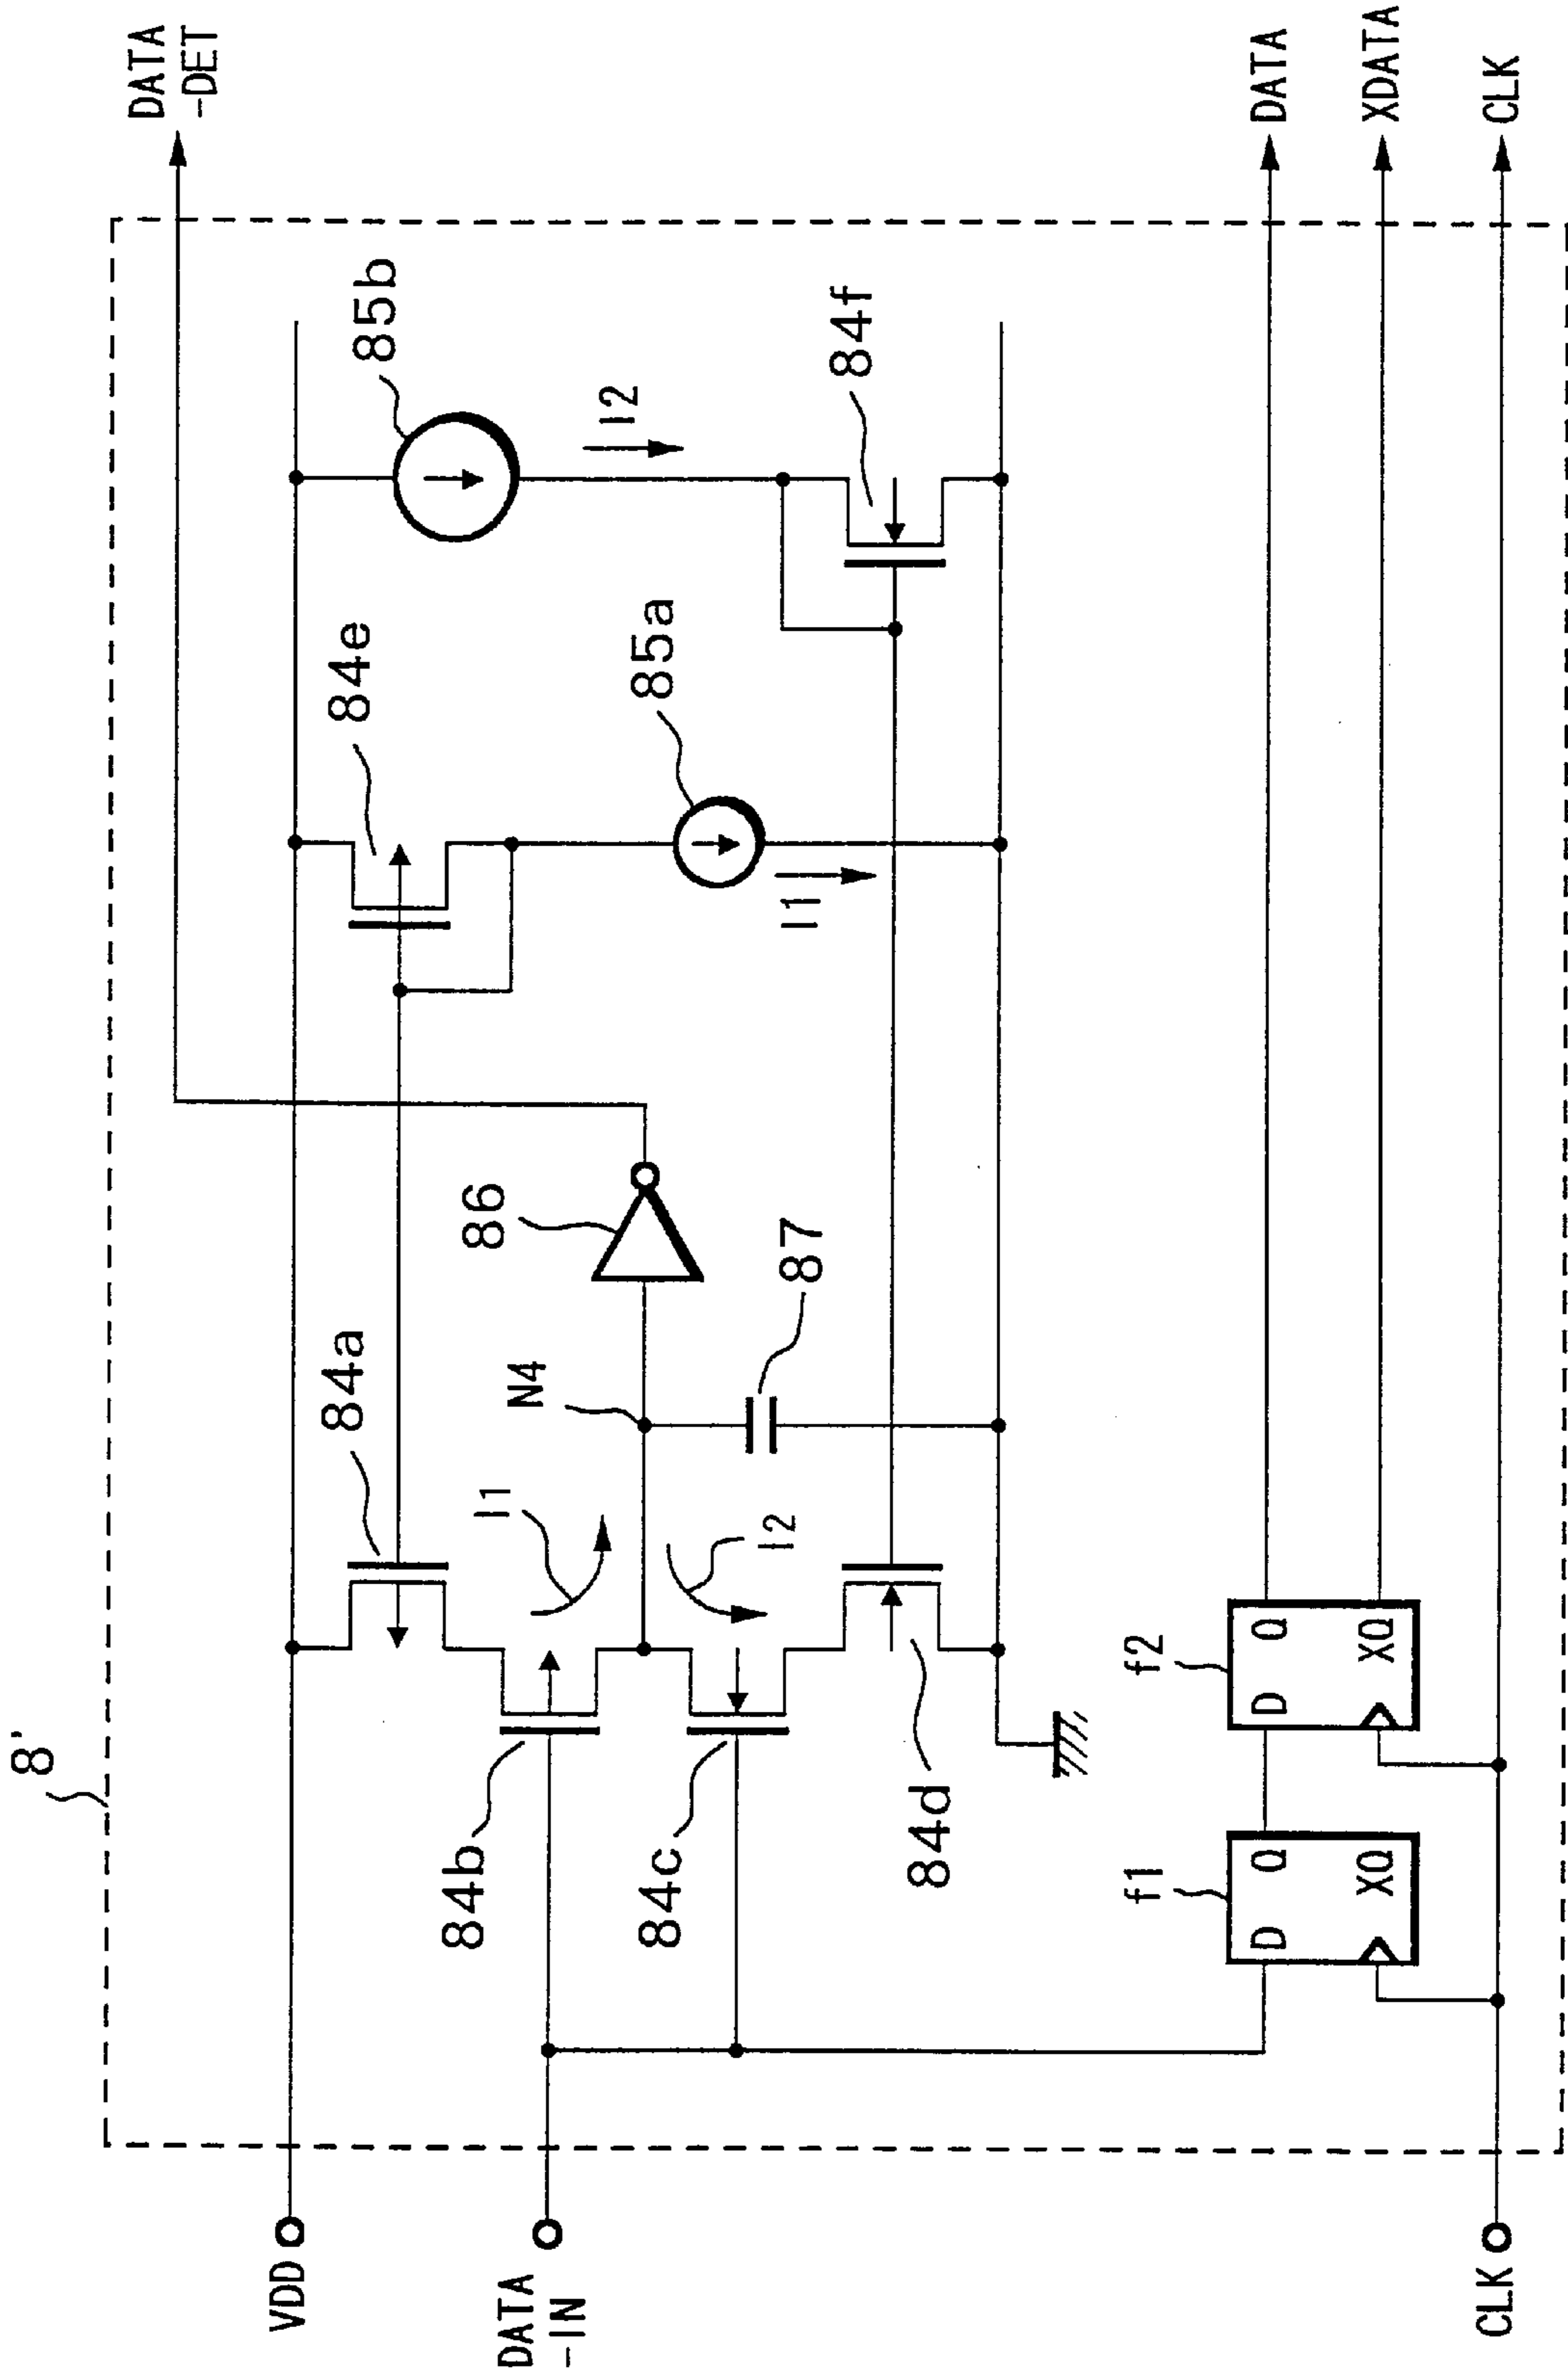 8'
VDD
DATA
-IN
CLK
DATA
-DET
DATA
XDATA
CLK
84a
84b
84c
84d
84e
84f
85a
85b
86
87
N4
I1
I2
I1
I2
f1
D
Q
XQ
f2
D
Q
XQ